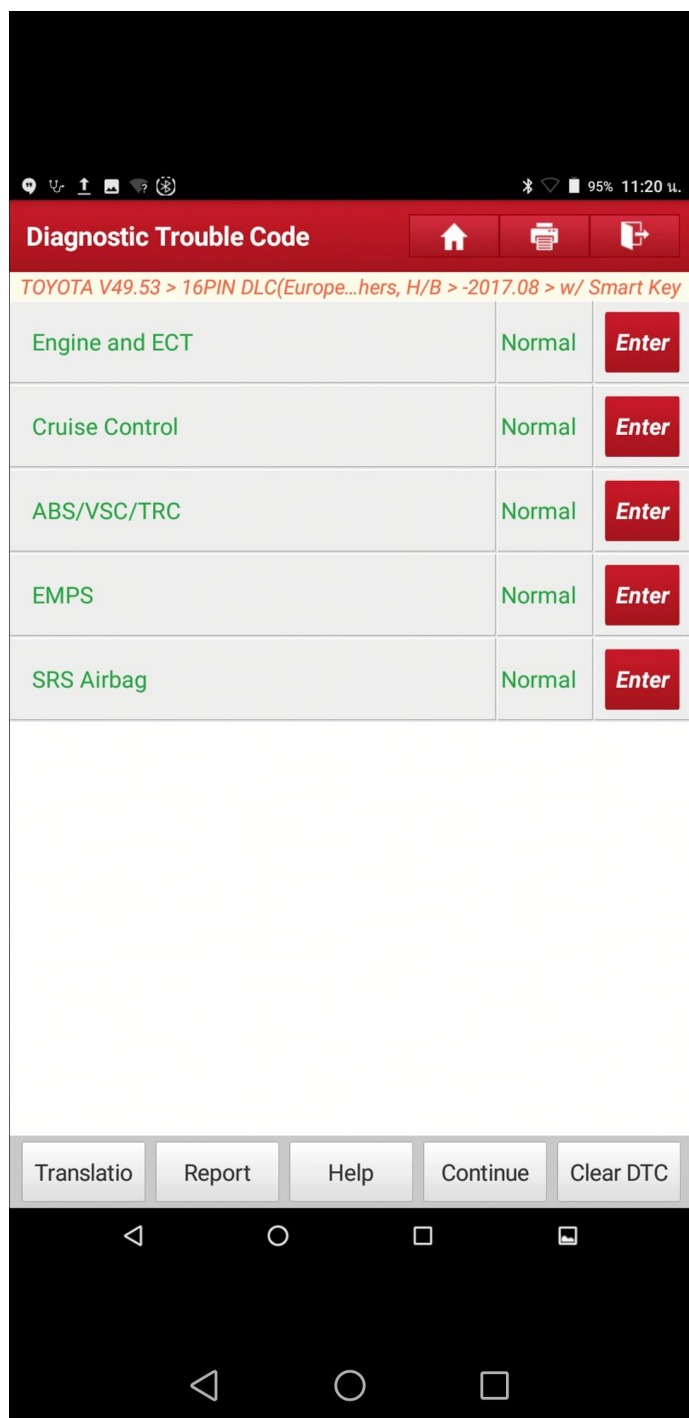 95% 11:20 น.
Diagnostic Trouble Code
TOYOTA V49.53 > 16PIN DLC(Europe...hers, H/B > -2017.08 > w/ Smart Key
Engine and ECT Normal Enter
Cruise Control Normal Enter
ABS/VSC/TRC Normal Enter
EMPS Normal Enter
SRS Airbag Normal Enter
Translatio Report Help Continue Clear DTC